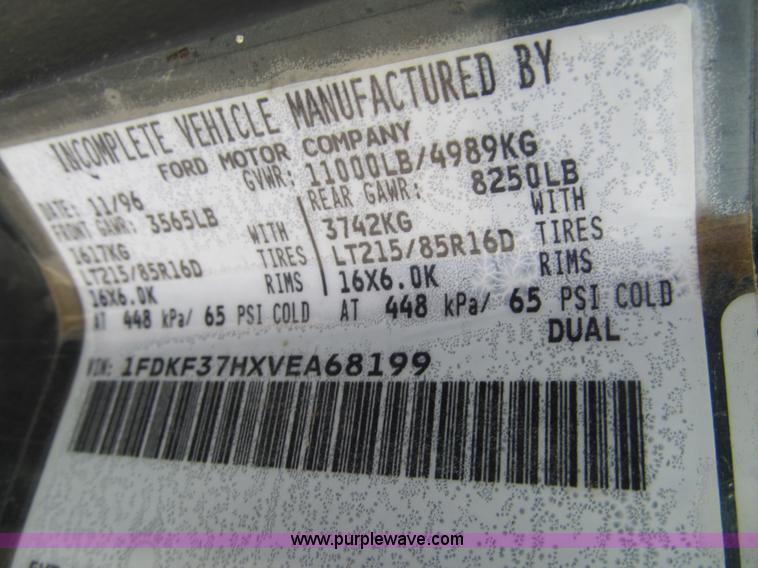 INCOMPLETE VEHICLE MANUFACTURED BY
FORD MOTOR COMPANY
DATE: 11/96 GVWR: 11000LB/4989KG
FRONT GAWR: 3565LB REAR GAWR: 8250LB
1617KG WITH 3742KG WITH
LT215/85R16D TIRES LT215/85R16D TIRES
16X6.0K RIMS 16X6.0K RIMS
AT 448 kPa/ 65 PSI COLD AT 448 kPa/ 65 PSI COLD
DUAL
VIN: 1FDKF37HXVEA68199
www.purplewave.com